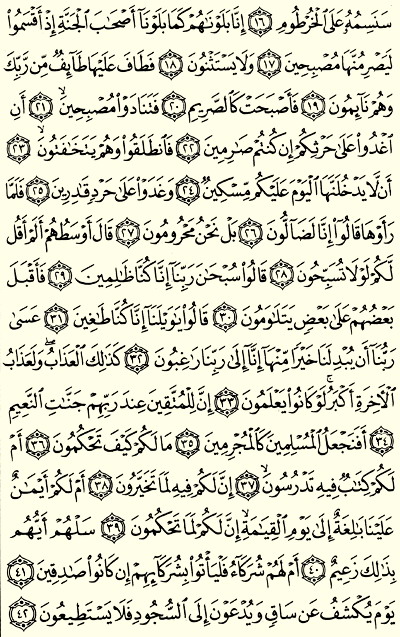 سَنَسِمُهُۥ عَلَى ٱلْخُرْطُومِ ١٦ إِنَّا بَلَوْنَٰهُمْ كَمَا بَلَوْنَآ أَصْحَٰبَ ٱلْجَنَّةِ إِذْ أَقْسَمُوا۟
لَيَصْرِمُنَّهَا مُصْبِحِينَ ١٧ وَلَا يَسْتَثْنُونَ ١٨ فَطَافَ عَلَيْهَا طَآئِفٌ مِّن رَّبِّكَ
وَهُمْ نَآئِمُونَ ١٩ فَأَصْبَحَتْ كَٱلصَّرِيمِ ٢٠ فَتَنَادَوْا۟ مُصْبِحِينَ ٢١ أَنِ
ٱغْدُوا۟ عَلَىٰ حَرْثِكُمْ إِن كُنتُمْ صَٰرِمِينَ ٢٢ فَٱنطَلَقُوا۟ وَهُمْ يَتَخَٰفَتُونَ ٢٣
أَن لَّا يَدْخُلَنَّهَا ٱلْيَوْمَ عَلَيْكُم مِّسْكِينٌ ٢٤ وَغَدَوْا۟ عَلَىٰ حَرْدٍ قَٰدِرِينَ ٢٥ فَلَمَّا
رَأَوْهَا قَالُوٓا۟ إِنَّا لَضَآلُّونَ ٢٦ بَلْ نَحْنُ مَحْرُومُونَ ٢٧ قَالَ أَوْسَطُهُمْ أَلَمْ أَقُل
لَّكُمْ لَوْلَا تُسَبِّحُونَ ٢٨ قَالُوا۟ سُبْحَٰنَ رَبِّنَآ إِنَّا كُنَّا ظَٰلِمِينَ ٢٩ فَأَقْبَلَ
بَعْضُهُمْ عَلَىٰ بَعْضٍ يَتَلَٰوَمُونَ ٣٠ قَالُوا۟ يَٰوَيْلَنَآ إِنَّا كُنَّا طَٰغِينَ ٣١ عَسَىٰ
رَبُّنَآ أَن يُبْدِلَنَا خَيْرًا مِّنْهَآ إِنَّآ إِلَىٰ رَبِّنَا رَٰغِبُونَ ٣٢ كَذَٰلِكَ ٱلْعَذَابُ ۖ وَلَعَذَابُ
ٱلْءَاخِرَةِ أَكْبَرُ ۚ لَوْ كَانُوا۟ يَعْلَمُونَ ٣٣ إِنَّ لِلْمُتَّقِينَ عِندَ رَبِّهِمْ جَنَّٰتِ ٱلنَّعِيمِ
٣٤ أَفَنَجْعَلُ ٱلْمُسْلِمِينَ كَٱلْمُجْرِمِينَ ٣٥ مَا لَكُمْ كَيْفَ تَحْكُمُونَ ٣٦ أَمْ
لَكُمْ كِتَٰبٌ فِيهِ تَدْرُسُونَ ٣٧ إِنَّ لَكُمْ فِيهِ لَمَا تَخَيَّرُونَ ٣٨ أَمْ لَكُمْ أَيْمَٰنٌ
عَلَيْنَا بَٰلِغَةٌ إِلَىٰ يَوْمِ ٱلْقِيَٰمَةِ ۙ إِنَّ لَكُمْ لَمَا تَحْكُمُونَ ٣٩ سَلْهُمْ أَيُّهُم
بِذَٰلِكَ زَعِيمٌ ٤٠ أَمْ لَهُمْ شُرَكَآءُ فَلْيَأْتُوا۟ بِشُرَكَآئِهِمْ إِن كَانُوا۟ صَٰدِقِينَ ٤١
يَوْمَ يُكْشَفُ عَن سَاقٍ وَيُدْعَوْنَ إِلَى ٱلسُّجُودِ فَلَا يَسْتَطِيعُونَ ٤٢